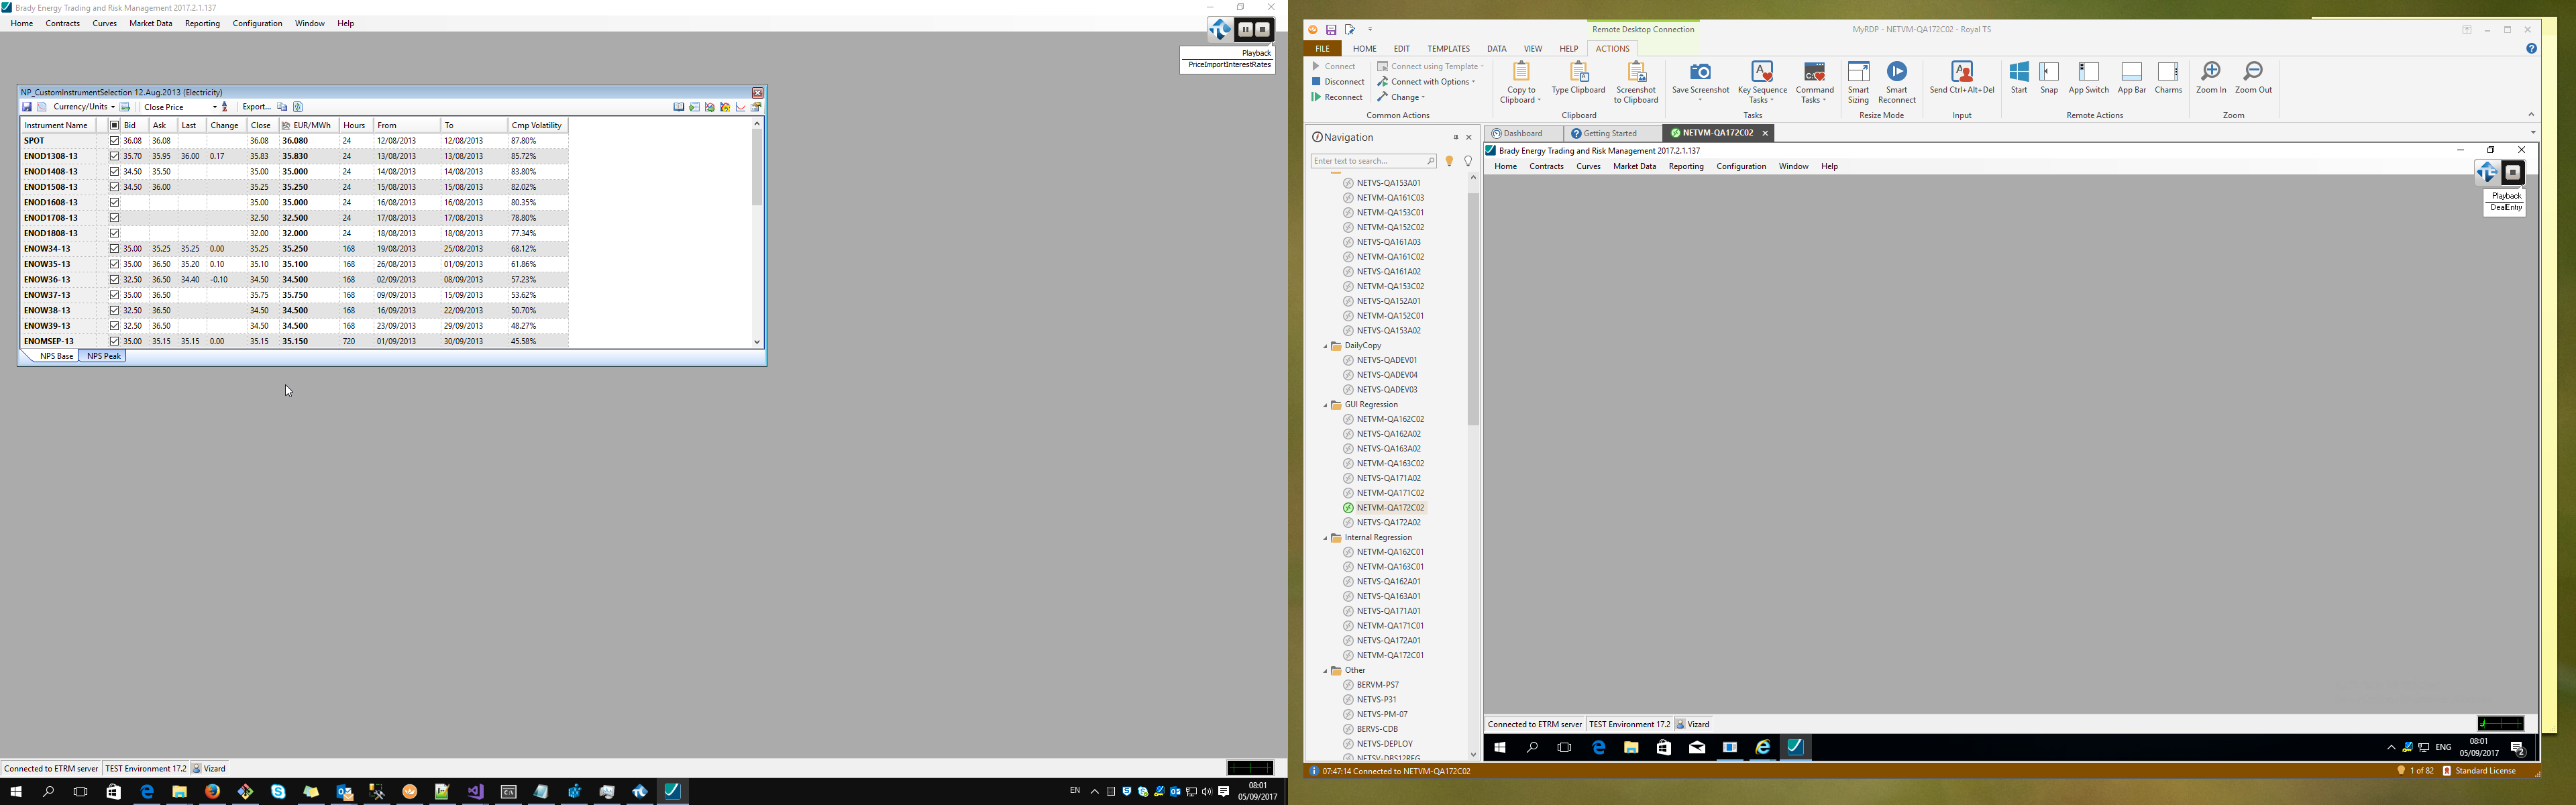 Brady Energy Trading and Risk Management 2017.2.1.137
Home Contracts Curves Market Data Reporting Configuration Window Help
Playback
PriceImportInterestRates
NP_CustomInstrumentSelection 12.Aug.2013 (Electricity)
Currency/Units Close Price Export...
Instrument Name Bid Ask Last Change Close EUR/MWh Hours From To Cmp Volatility
SPOT 36.08 36.08 36.08 36.080 24 12/08/2013 12/08/2013 87.80%
ENOD1308-13 35.70 35.95 36.00 0.17 35.83 35.830 24 13/08/2013 13/08/2013 85.72%
ENOD1408-13 34.50 35.50 35.00 35.000 24 14/08/2013 14/08/2013 83.80%
ENOD1508-13 34.50 36.00 35.25 35.250 24 15/08/2013 15/08/2013 82.02%
ENOD1608-13 35.00 35.000 24 16/08/2013 16/08/2013 80.35%
ENOD1708-13 32.50 32.500 24 17/08/2013 17/08/2013 78.80%
ENOD1808-13 32.00 32.000 24 18/08/2013 18/08/2013 77.34%
ENOW34-13 35.00 35.25 35.25 0.00 35.25 35.250 168 19/08/2013 25/08/2013 68.12%
ENOW35-13 35.00 36.50 35.20 0.10 35.10 35.100 168 26/08/2013 01/09/2013 61.86%
ENOW36-13 32.50 36.50 34.40 -0.10 34.50 34.500 168 02/09/2013 08/09/2013 57.23%
ENOW37-13 35.00 36.50 35.75 35.750 168 09/09/2013 15/09/2013 53.62%
ENOW38-13 32.50 36.50 34.50 34.500 168 16/09/2013 22/09/2013 50.70%
ENOW39-13 32.50 36.50 34.50 34.500 168 23/09/2013 29/09/2013 48.27%
ENOMSEP-13 35.00 35.15 35.15 0.00 35.15 35.150 720 01/09/2013 30/09/2013 45.58%
NPS Base NPS Peak
Connected to ETRM server TEST Environment 17.2 Vizard
EN 08:01
05/09/2017
Remote Desktop Connection MyRDP - NETVM-QA172C02 - Royal TS
FILE HOME EDIT TEMPLATES DATA VIEW HELP ACTIONS
Connect
Disconnect
Reconnect
Connect using Template
Connect with Options
Change
Common Actions
Copy to Clipboard
Type Clipboard
Screenshot to Clipboard
Clipboard
Save Screenshot
Key Sequence Tasks
Command Tasks
Tasks
Smart Sizing
Smart Reconnect
Resize Mode
Send Ctrl+Alt+Del
Input
Start Snap App Switch App Bar Charms
Remote Actions
Zoom In Zoom Out
Zoom
Navigation
Enter text to search...
NETVS-QA153A01
NETVM-QA161C03
NETVM-QA153C01
NETVM-QA152C02
NETVS-QA161A03
NETVM-QA161C02
NETVS-QA161A02
NETVM-QA153C02
NETVS-QA152A01
NETVM-QA152C01
NETVS-QA153A02
DailyCopy
NETVS-QADEV01
NETVS-QADEV04
NETVS-QADEV03
GUI Regression
NETVM-QA162C02
NETVS-QA162A02
NETVS-QA163A02
NETVM-QA163C02
NETVS-QA171A02
NETVM-QA171C02
NETVM-QA172C02
NETVS-QA172A02
Internal Regression
NETVM-QA162C01
NETVM-QA163C01
NETVS-QA162A01
NETVS-QA163A01
NETVS-QA171A01
NETVM-QA171C01
NETVS-QA172A01
NETVM-QA172C01
Other
BERVM-PS7
NETVS-P31
NETVS-PM-07
BERVS-CDB
NETVS-DEPLOY
NETSV-DBS12REG
Dashboard Getting Started NETVM-QA172C02
Brady Energy Trading and Risk Management 2017.2.1.137
Home Contracts Curves Market Data Reporting Configuration Window Help
Playback
DealEntry
Connected to ETRM server TEST Environment 17.2 Vizard
ENG 08:01
05/09/2017
2
07:47:14 Connected to NETVM-QA172C02
1 of 82 Standard License